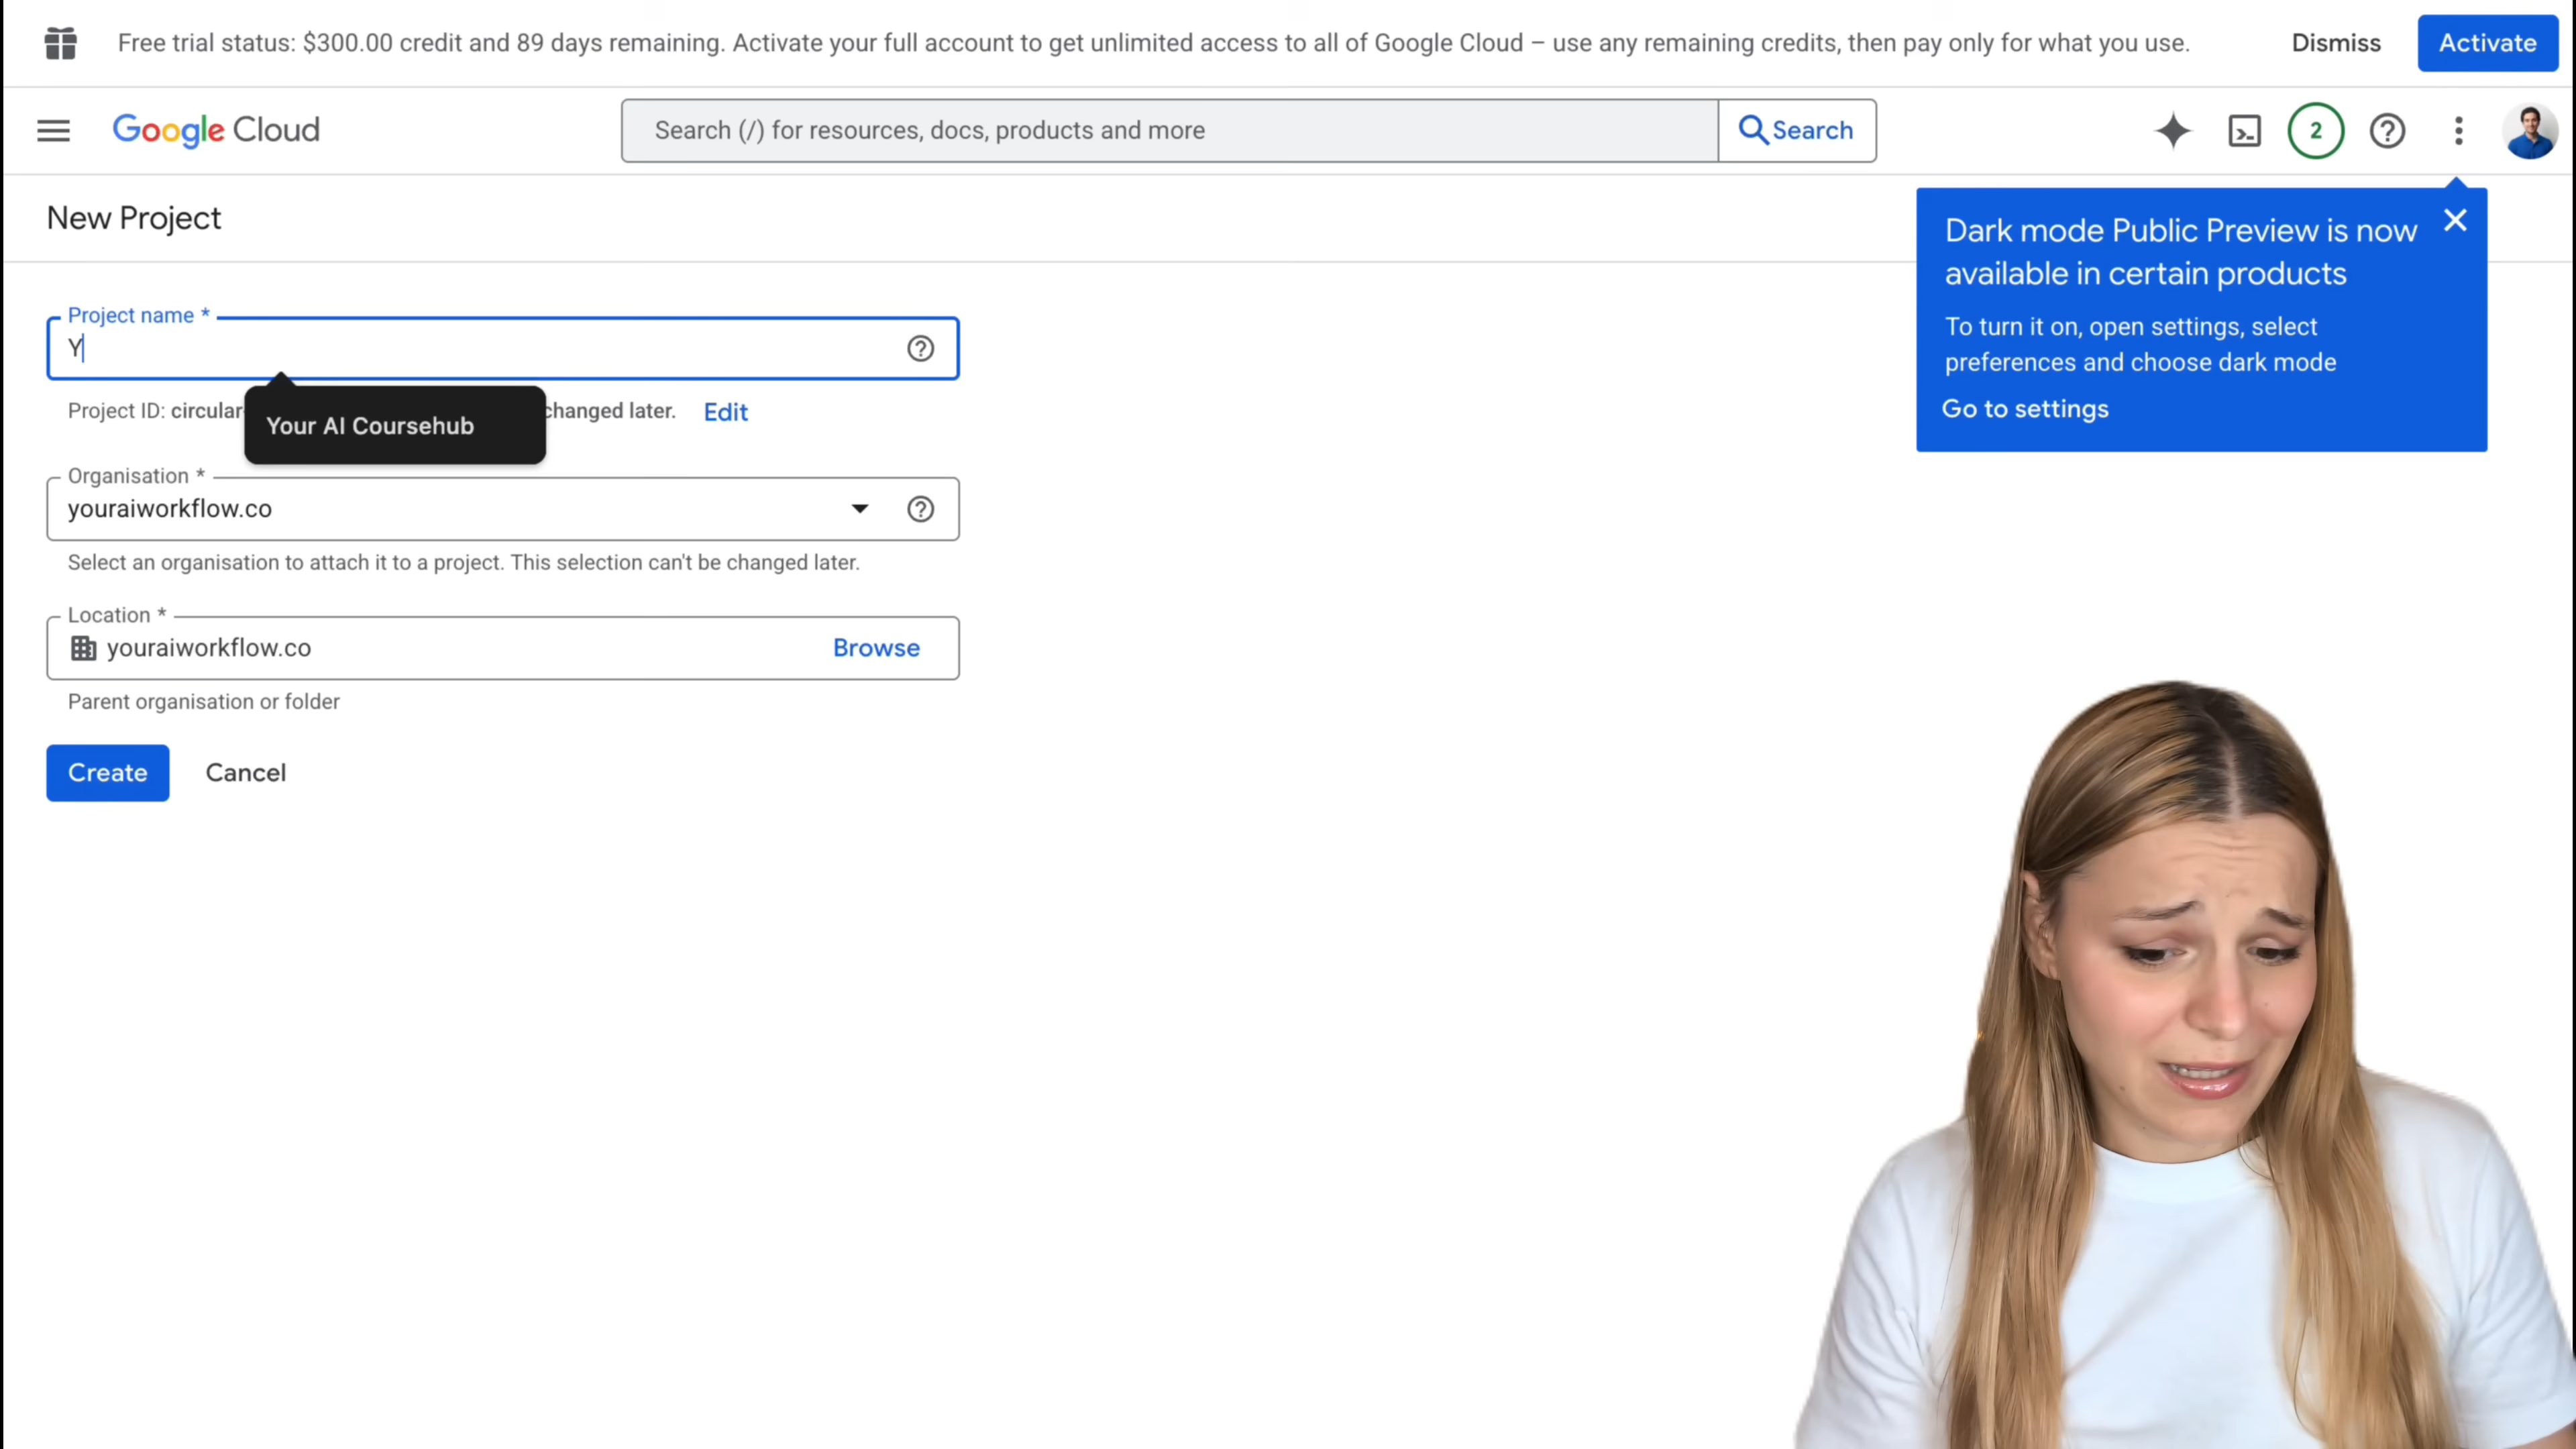 Free trial status: $300.00 credit and 89 days remaining. Activate your full account to get unlimited access to all of Google Cloud – use any remaining credits, then pay only for what you use.
Dismiss
Activate
Google Cloud
Search (/) for resources, docs, products and more
Search
2
New Project
Dark mode Public Preview is now
available in certain products
To turn it on, open settings, select
preferences and choose dark mode
Go to settings
Project name *
Y
Project ID: circular
changed later.
Edit
Your AI Coursehub
Organisation *
youraiworkflow.co
Select an organisation to attach it to a project. This selection can't be changed later.
Location *
youraiworkflow.co
Browse
Parent organisation or folder
Create
Cancel